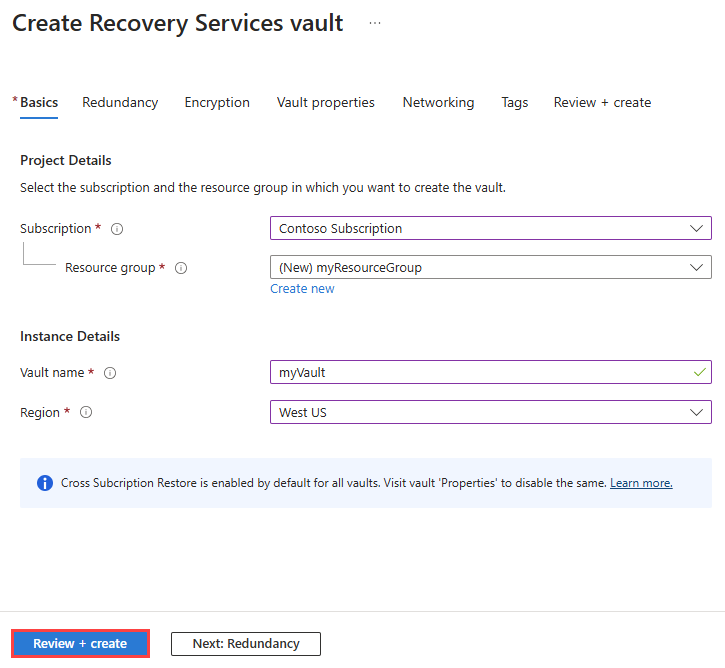 Create Recovery Services vault ...
* Basics Redundancy Encryption Vault properties Networking Tags Review + create
Project Details
Select the subscription and the resource group in which you want to create the vault.
Subscription * Contoso Subscription
Resource group * (New) myResourceGroup
Create new
Instance Details
Vault name * myVault
Region * West US
Cross Subcription Restore is enabled by default for all vaults. Visit vault 'Properties' to disable the same. Learn more.
Review + create Next: Redundancy